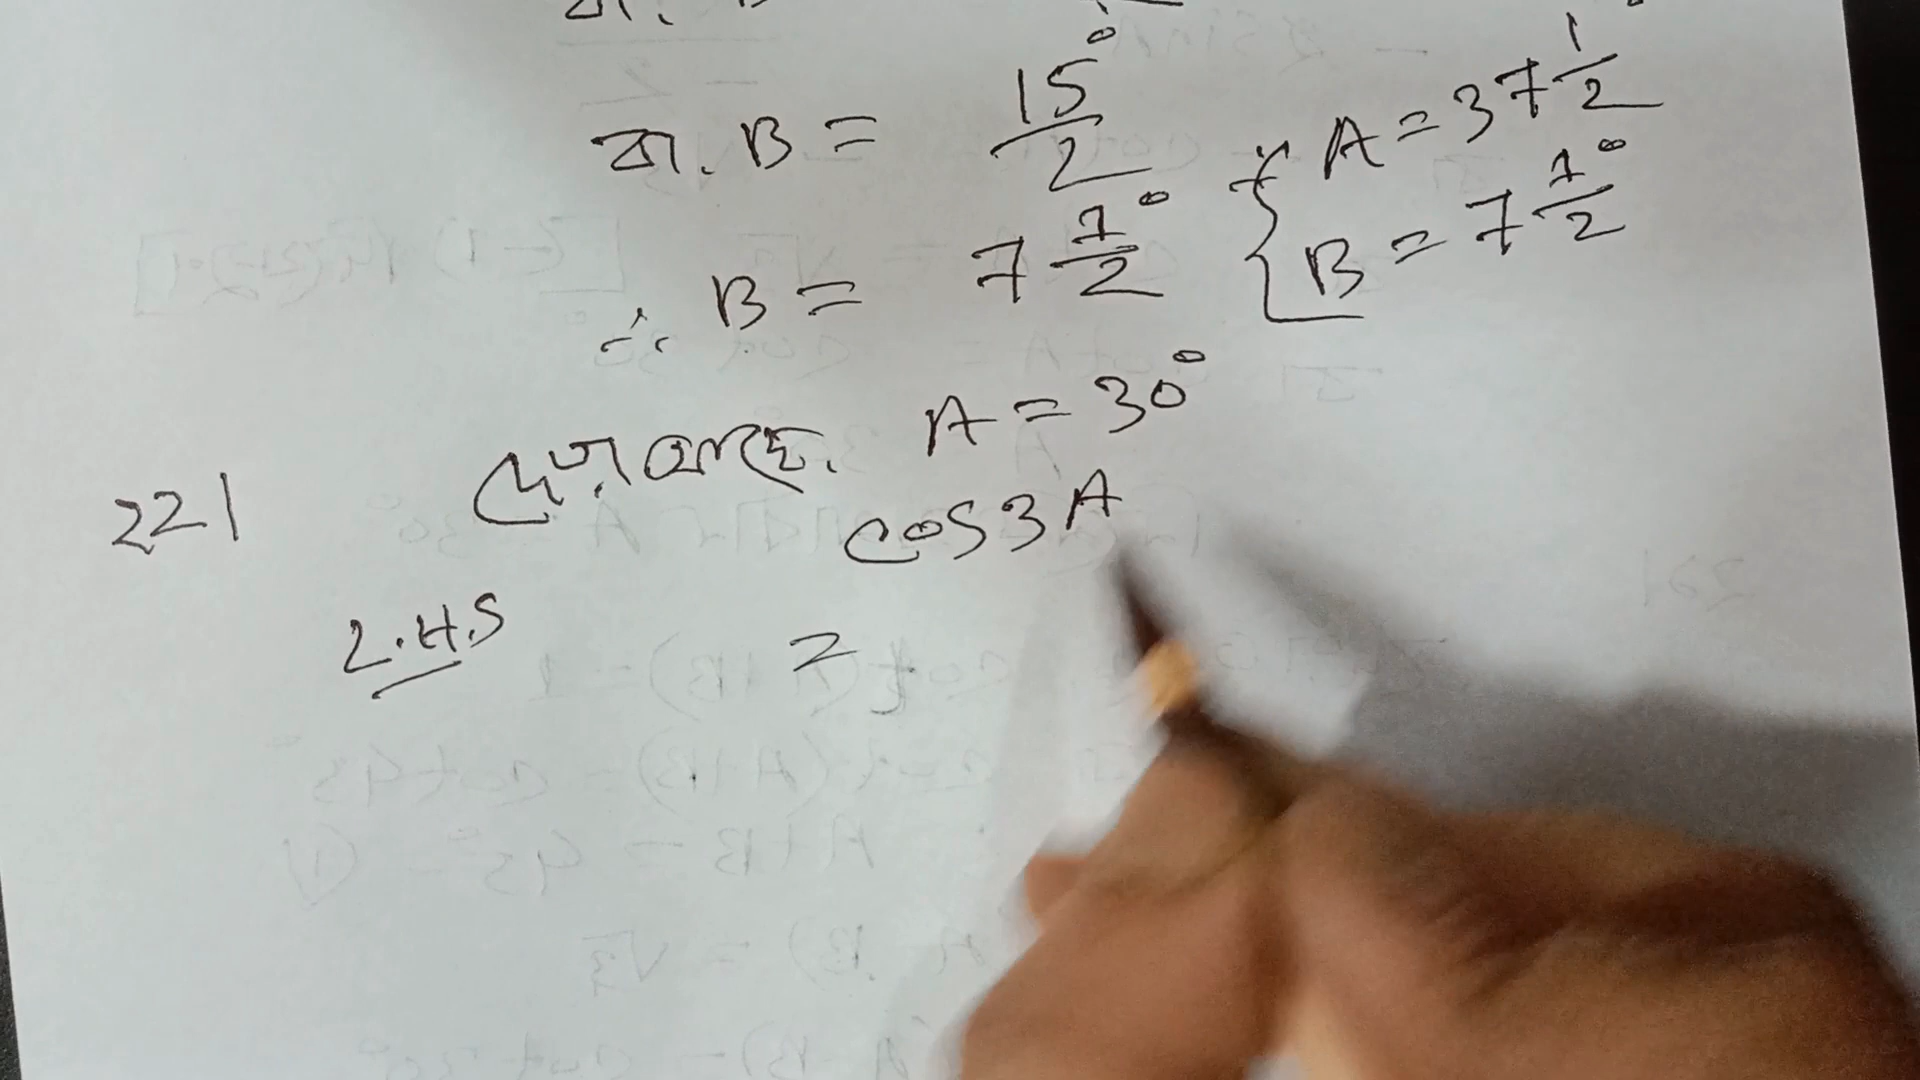 বা, B = 15°/2
∴ B = 7 1/2°
{ A = 37 1/2°
B = 7 1/2°
22। দেওয়া আছে, A = 30°
L.H.S cos3A
=